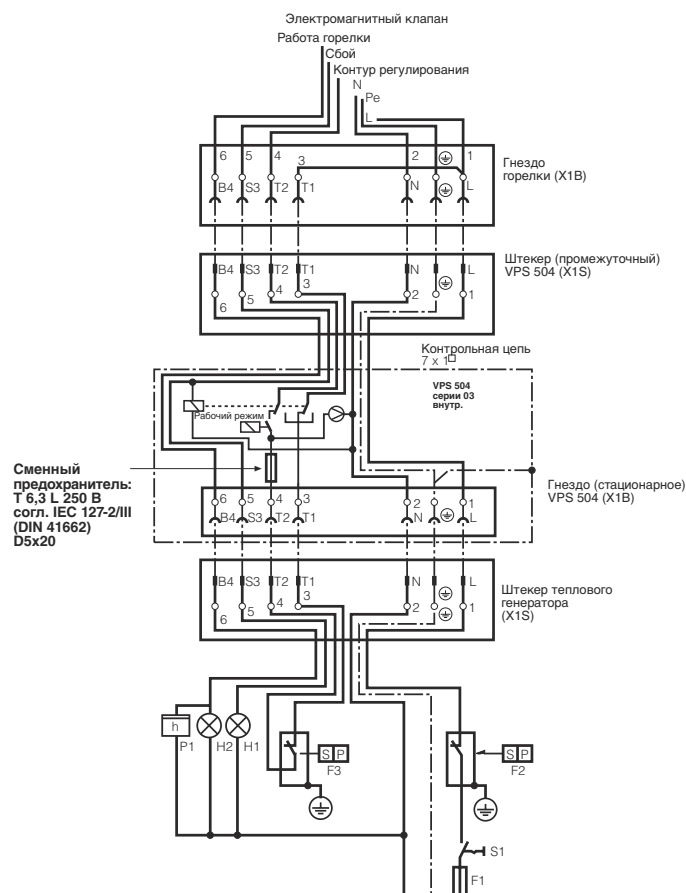 Электромагнитный клапан
Работа горелки
Сбой
Контур регулирования
N
Pe
L
6 5 4 3 2 1
B4 S3 T2 T1 N L
Гнездо
горелки (X1B)
Штекер (промежуточный)
VPS 504 (X1S)
B4 S3 T2 T1 N L
6 5 4 3 2 1
Контрольная цепь
7 x 1
VPS 504
серии 03
внутр.
Рабочий режим
Сменный
предохранитель:
T 6,3 L 250 В
согл. IEC 127-2/III
(DIN 41662)
D5x20
Гнездо (стационарное)
VPS 504 (X1B)
6 5 4 3 2 1
B4 S3 T2 T1 N L
Штекер теплового
генератора
(X1S)
B4 S3 T2 T1 N L
6 5 4 3 2 1
h
P1 H2 H1
S P
F3
S P
F2
S1
F1